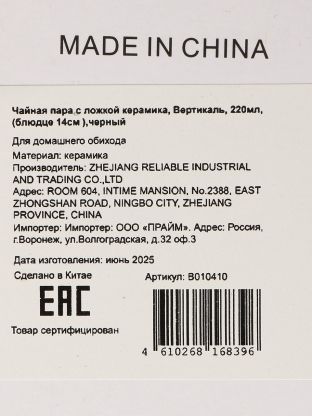 MADE IN CHINA
Чайная пара с ложкой керамика, Вертикаль, 220мл,
(блюдце 14см ),черный
Для домашнего обихода
Материал: керамика
Производитель: ZHEJIANG RELIABLE INDUSTRIAL
AND TRADING CO.,LTD
Адрес: ROOM 604, INTIME MANSION, No.2388, EAST
ZHONGSHAN ROAD, NINGBO CITY, ZHEJIANG
PROVINCE, CHINA
Импортер: Импортер: ООО «ПРАЙМ». Адрес: Россия,
г.Воронеж, ул.Волгоградская, д.32 оф.3
Дата изготовления: июнь 2025
Сделано в Китае
Артикул: B010410
EAC
Товар сертифицирован
4 610268 168396